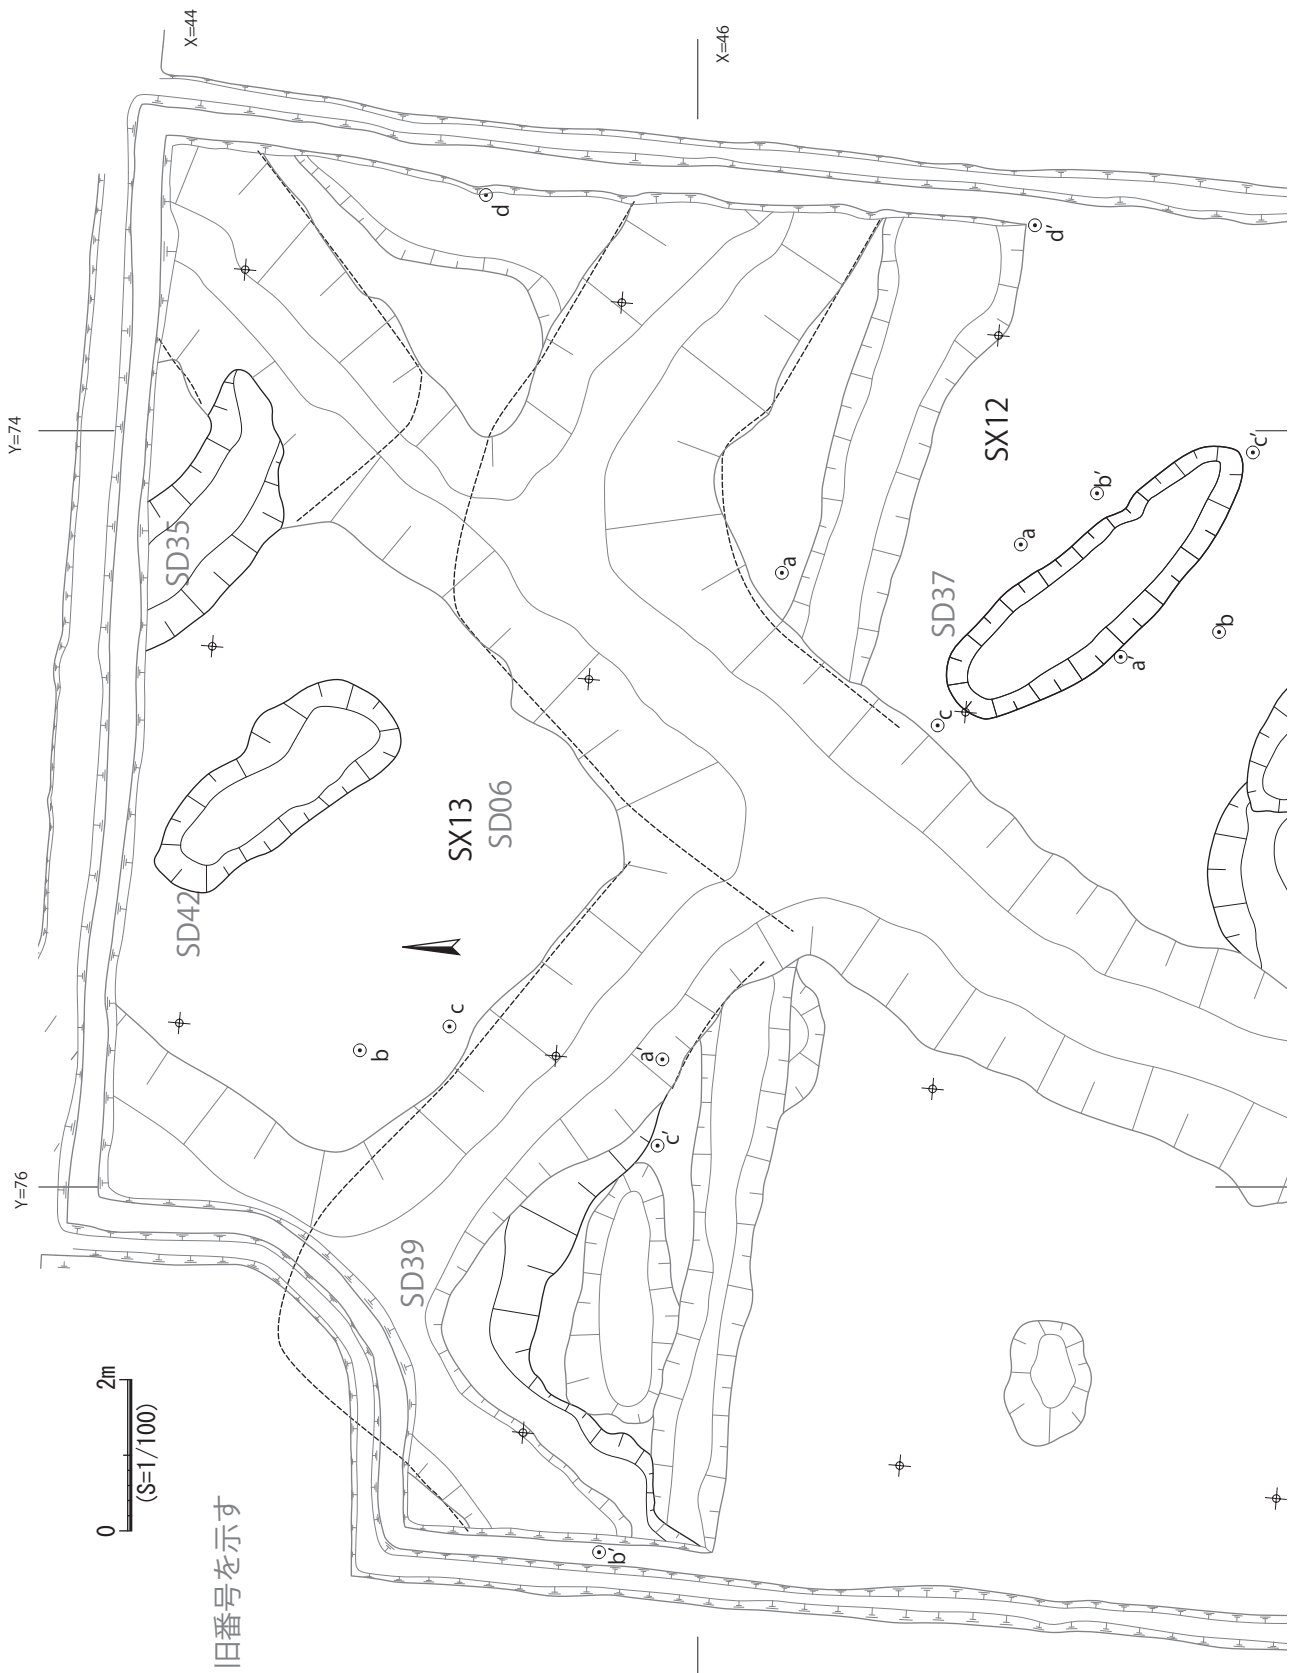 X=44
X=46
Y=74
Y=76
d
d'
SX12
SD35
SD37
a
a
b'
c'
b
a'
c
SX13
SD06
SD42
b
c
a'
c'
SD39
b'
0 2m
(S=1/100)
旧番号を示す